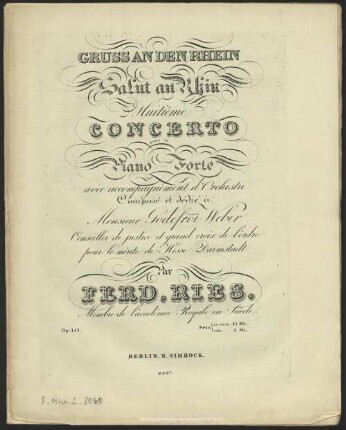 GRUSS AN DEN RHEIN
Salut au Rhin
Huitième
CONCERTO
pour le
Piano Forte
avec accompagnement d'Orchestre
Composé et dédié à
Monsieur Godefroi Weber
Conseiller de justice et grand croix de l'ordre
pour le mérite de Hesse Darmstadt
Par
FERD. RIES.
Membre de l'académie Royale en Suède.
Op. 151.
Prix
BERLIN, N. SIMROCK.